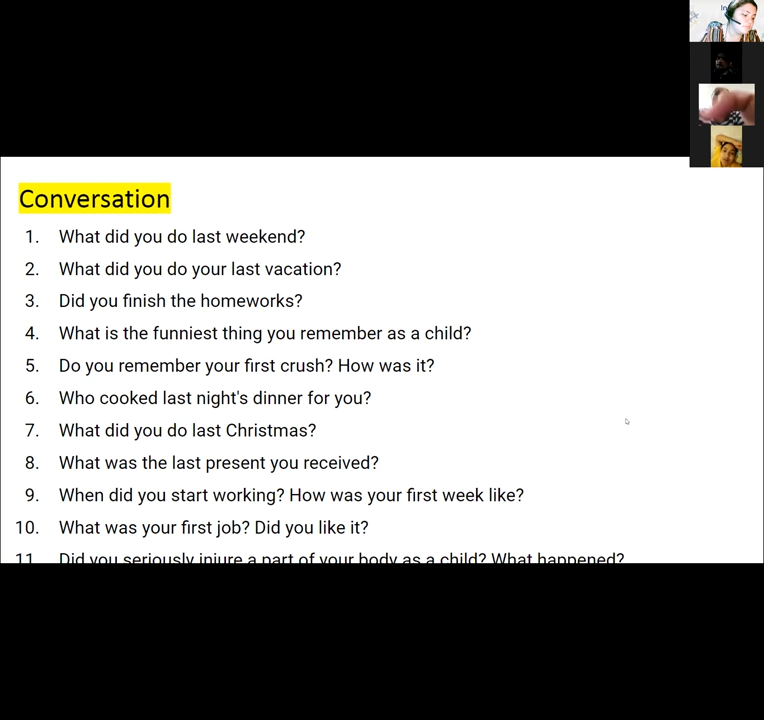 In
Conversation
1. What did you do last weekend?
2. What did you do your last vacation?
3. Did you finish the homeworks?
4. What is the funniest thing you remember as a child?
5. Do you remember your first crush? How was it?
6. Who cooked last night's dinner for you?
7. What did you do last Christmas?
8. What was the last present you received?
9. When did you start working? How was your first week like?
10. What was your first job? Did you like it?
11. Did you seriously injure a part of your body as a child? What happened?